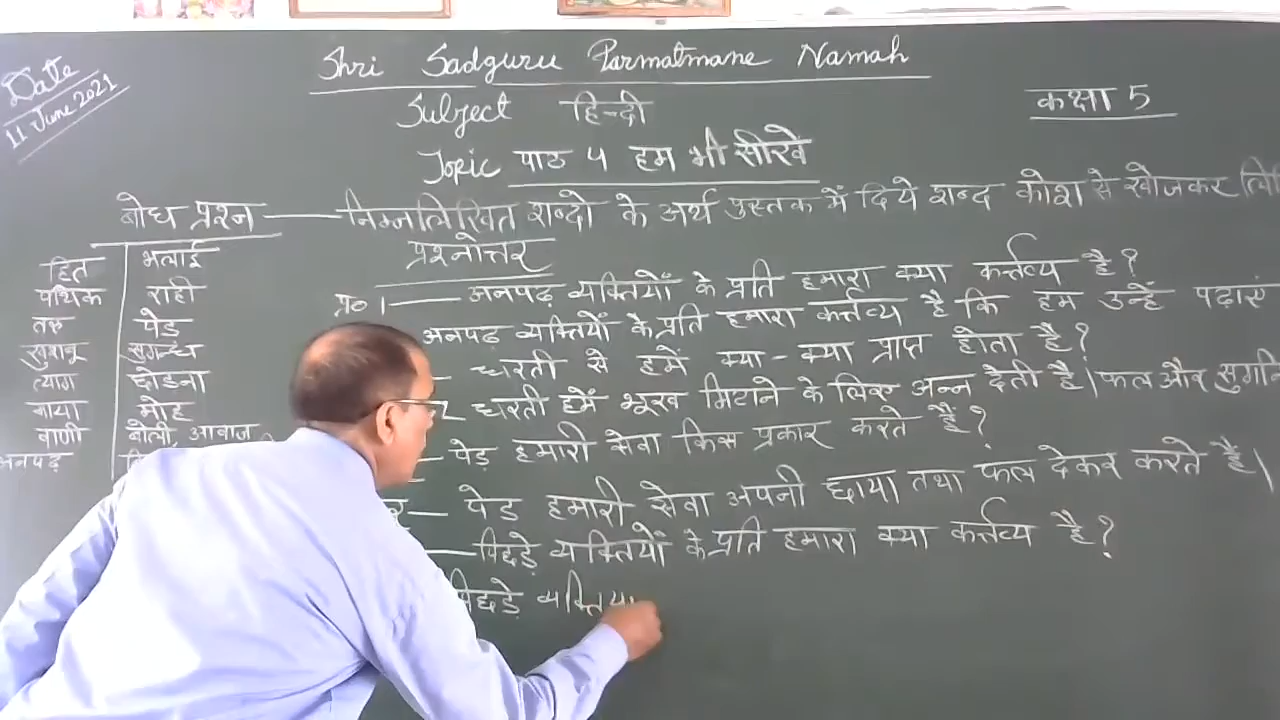 Shri Sadguru Parmatmane Namah
Date
11 June 2021
Subject हिन्दी
कक्षा 5
Topic पाठ 4 हम भी सीखें
बोध प्रश्न — निम्नलिखित शब्दो के अर्थ पुस्तक में दिये शब्द कोश से खोजकर
हित भलाई
पथिक राही
तरु पेड़
खुशबू सुगन्ध
त्याग छोडना
माया मोह
वाणी बोली, आवाज
अनपढ़
प्रश्नोत्तर
प्र० 1 — अनपढ़ व्यक्तियों के प्रति हमारा क्या कर्त्तव्य है?
अनपढ व्यक्तियों के प्रति हमारा कर्त्तव्य है कि हम उन्हें पढ़ाएं
धरती से हमें क्या-क्या प्राप्त होता है?
धरती हमें भूख मिटाने के लिए अन्न देती है। फल और
पेड़ हमारी सेवा किस प्रकार करते हैं?
पेड हमारी सेवा अपनी छाया तथा फल देकर करते हैं।
पिछड़े व्यक्तियों के प्रति हमारा क्या कर्त्तव्य है?
पिछड़े व्यक्तिय